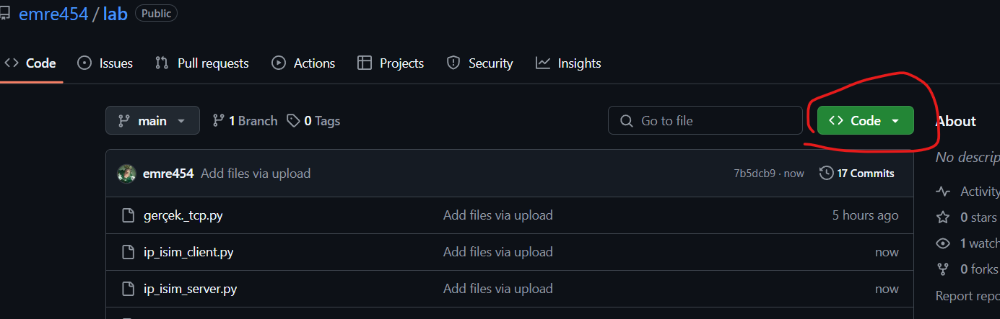 emre454 / lab Public
Code Issues Pull requests Actions Projects Security Insights
main 1 Branch 0 Tags Go to file Code About
No descrip
emre454 Add files via upload 7b5dcb9 · now 17 Commits
Activity
gerçek._tcp.py Add files via upload 5 hours ago
0 stars
1 watch
ip_isim_client.py Add files via upload now
0 forks
ip_isim_server.py Add files via upload now
Report repo